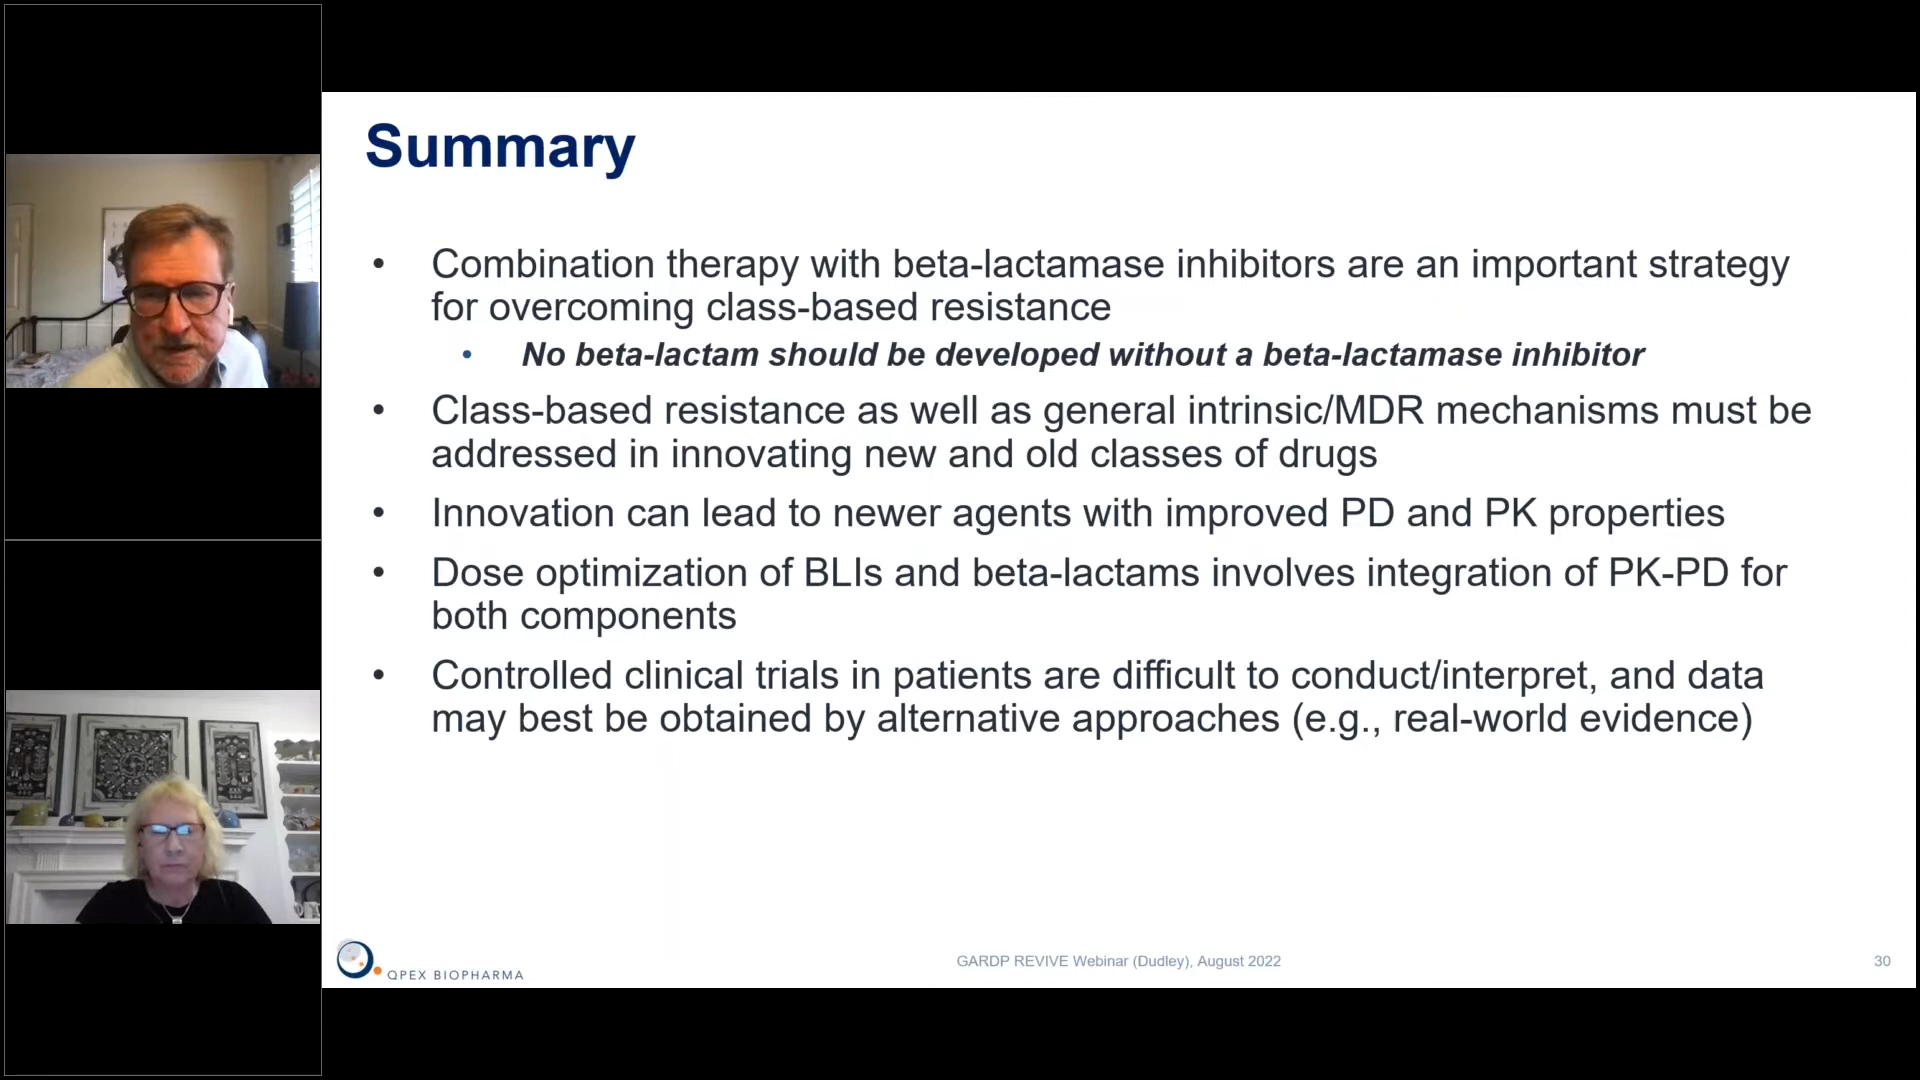 Summary
• Combination therapy with beta-lactamase inhibitors are an important strategy
for overcoming class-based resistance
• No beta-lactam should be developed without a beta-lactamase inhibitor
• Class-based resistance as well as general intrinsic/MDR mechanisms must be
addressed in innovating new and old classes of drugs
• Innovation can lead to newer agents with improved PD and PK properties
• Dose optimization of BLIs and beta-lactams involves integration of PK-PD for
both components
• Controlled clinical trials in patients are difficult to conduct/interpret, and data
may best be obtained by alternative approaches (e.g., real-world evidence)
QPEX BIOPHARMA
GARDP REVIVE Webinar (Dudley), August 2022
30